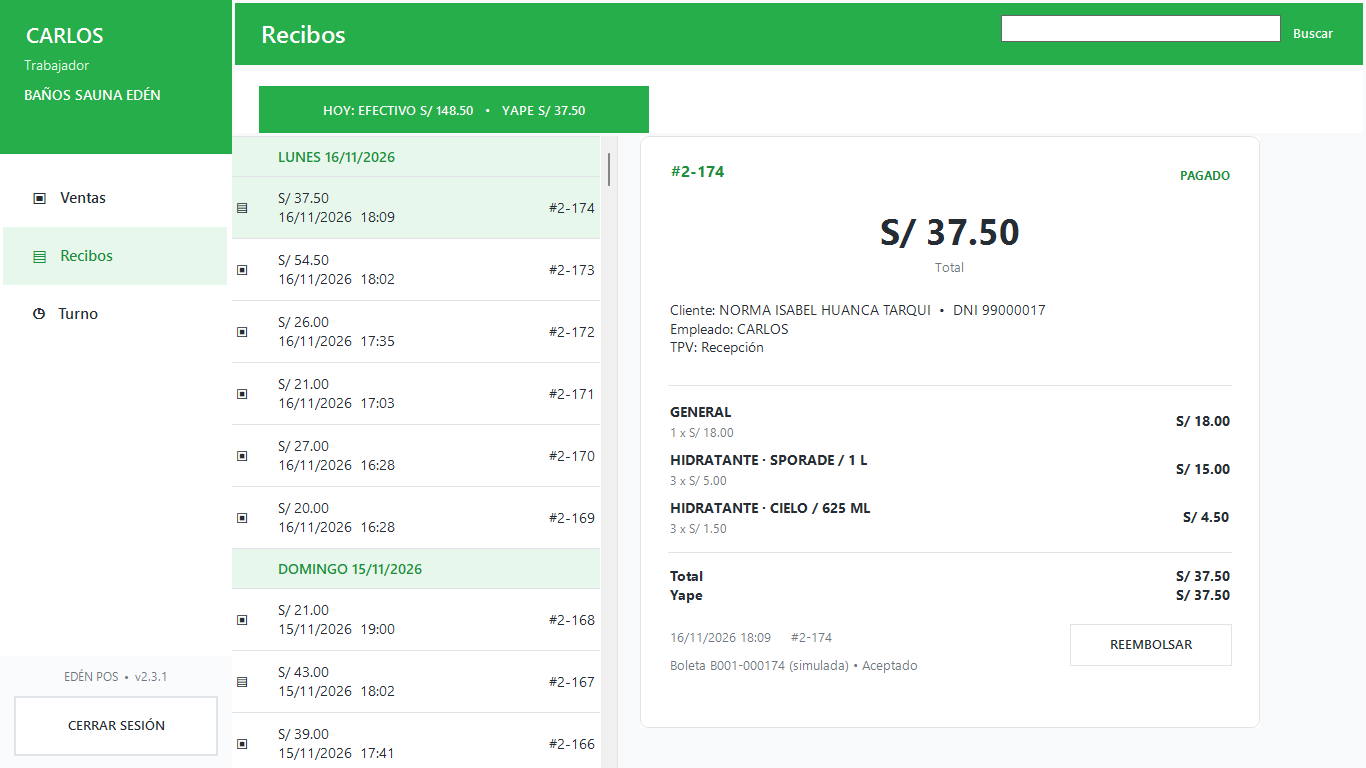 CARLOS
Trabajador
BAÑOS SAUNA EDÉN
Ventas
Recibos
Turno
EDÉN POS • v2.3.1
CERRAR SESIÓN
Recibos
Buscar
HOY: EFECTIVO S/ 148.50 • YAPE S/ 37.50
LUNES 16/11/2026
S/ 37.50
16/11/2026 18:09 #2-174
S/ 54.50
16/11/2026 18:02 #2-173
S/ 26.00
16/11/2026 17:35 #2-172
S/ 21.00
16/11/2026 17:03 #2-171
S/ 27.00
16/11/2026 16:28 #2-170
S/ 20.00
16/11/2026 16:28 #2-169
DOMINGO 15/11/2026
S/ 21.00
15/11/2026 19:00 #2-168
S/ 43.00
15/11/2026 18:02 #2-167
S/ 39.00
15/11/2026 17:41 #2-166
#2-174 PAGADO
S/ 37.50
Total
Cliente: NORMA ISABEL HUANCA TARQUI • DNI 99000017
Empleado: CARLOS
TPV: Recepción
GENERAL S/ 18.00
1 x S/ 18.00
HIDRATANTE · SPORADE / 1 L S/ 15.00
3 x S/ 5.00
HIDRATANTE · CIELO / 625 ML S/ 4.50
3 x S/ 1.50
Total S/ 37.50
Yape S/ 37.50
16/11/2026 18:09 #2-174
REEMBOLSAR
Boleta B001-000174 (simulada) • Aceptado